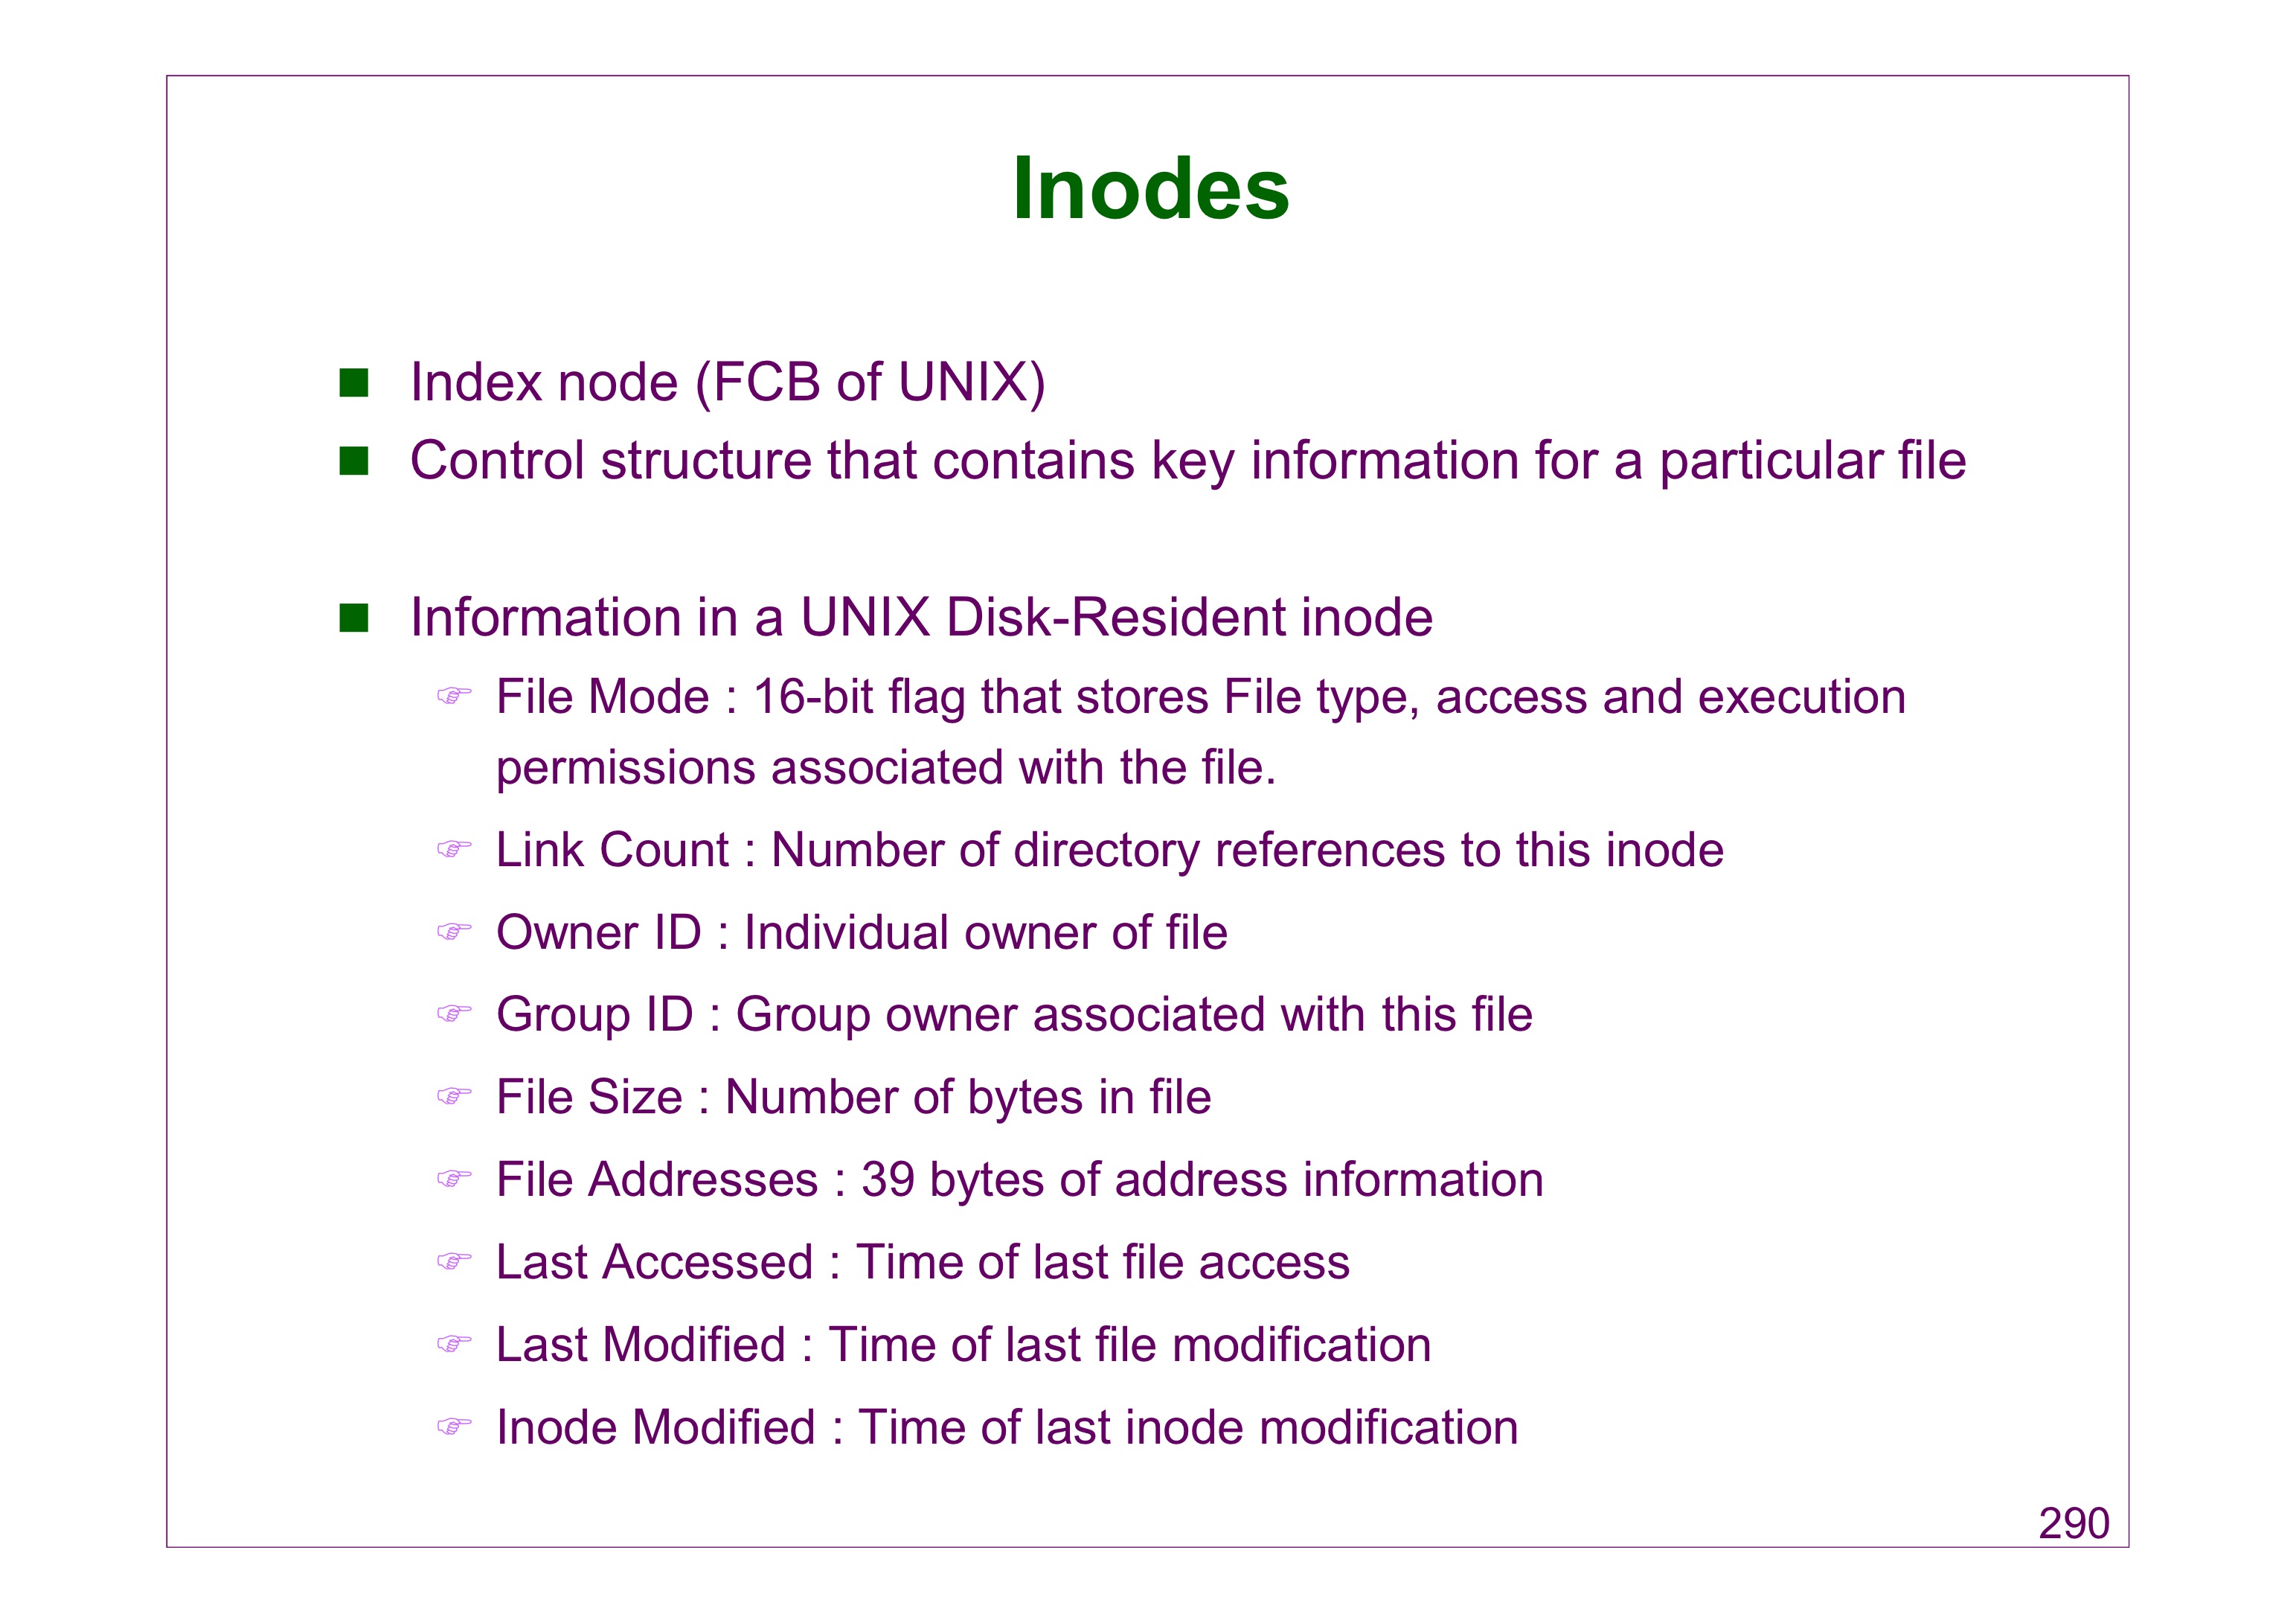 Inodes
Index node (FCB of UNIX)
Control structure that contains key information for a particular file
Information in a UNIX Disk-Resident inode
File Mode : 16-bit flag that stores File type, access and execution
permissions associated with the file.
Link Count : Number of directory references to this inode
Owner ID : Individual owner of file
Group ID : Group owner associated with this file
File Size : Number of bytes in file
File Addresses : 39 bytes of address information
Last Accessed : Time of last file access
Last Modified : Time of last file modification
Inode Modified : Time of last inode modification
290